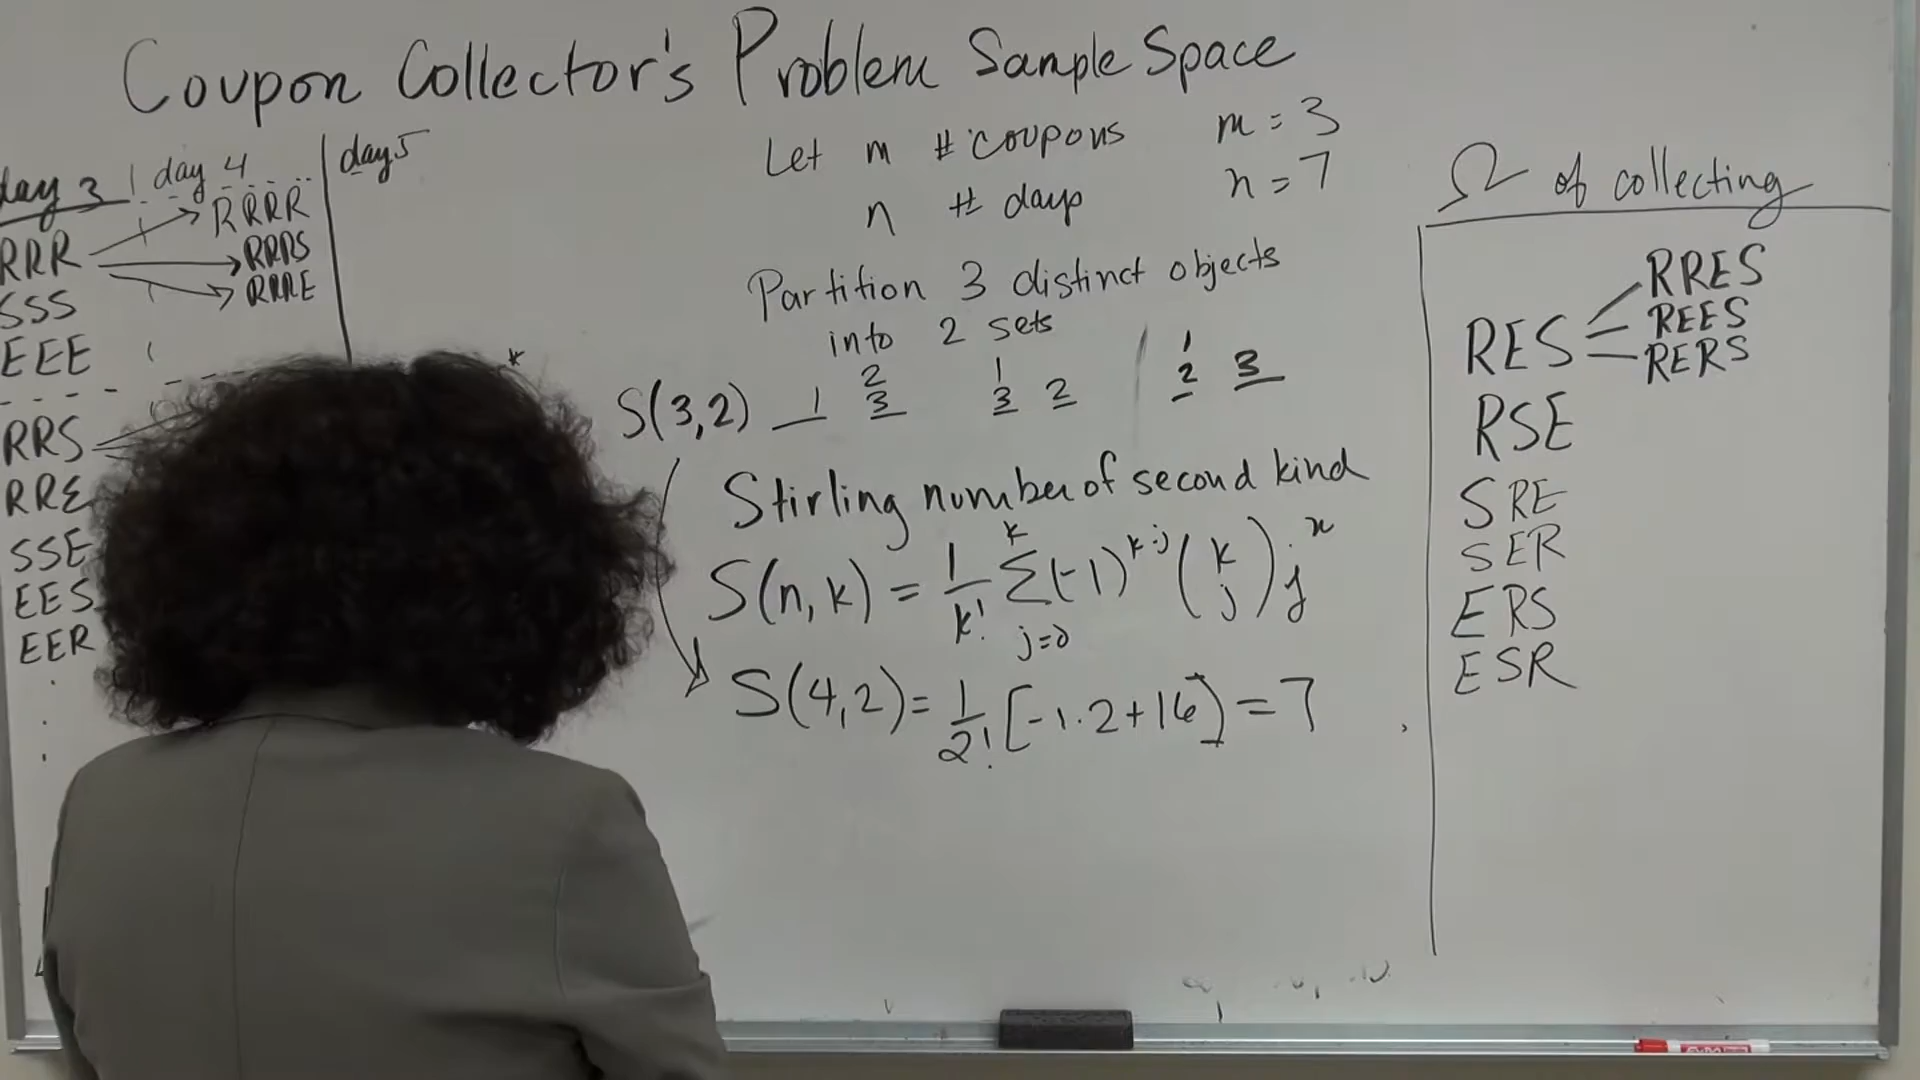 Coupon Collector's Problem Sample Space
day 3 | day 4 | day 5
RRR RRRR
RRRS
RRRE
SSS
EEE
RRS
RRE
SSE
EES
EER
Let m # coupons m = 3
n # days n = 7
Partition 3 distinct objects
into 2 sets
S(3,2) 1 2 3 1 3 2 | 1 2 3
Stirling number of second kind
S(n,k) = 1/k! Σ_{j=0}^{k} (-1)^{k-j} (k j) j^n
S(4,2) = 1/2! [-1·2+16] = 7
Ω of collecting
RES RRES
REES
RERS
RSE
SRE
SER
ERS
ESR